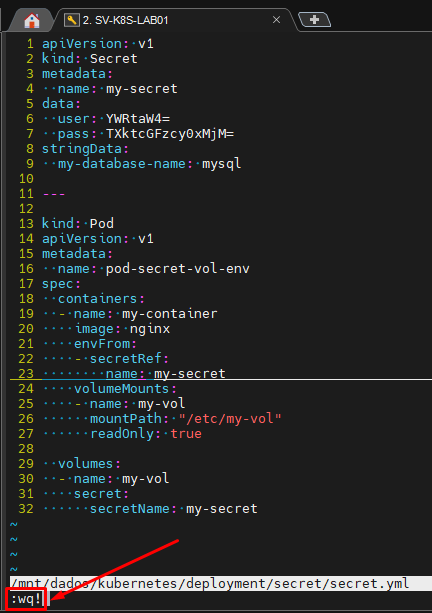 2. SV-K8S-LAB01
1 apiVersion: v1
2 kind: Secret
3 metadata:
4 name: my-secret
5 data:
6 user: YWRtaW4=
7 pass: TXktcGFzcy0xMjM=
8 stringData:
9 my-database-name: mysql
10
11 ---
12
13 kind: Pod
14 apiVersion: v1
15 metadata:
16 name: pod-secret-vol-env
17 spec:
18 containers:
19 - name: my-container
20 image: nginx
21 envFrom:
22 - secretRef:
23 name: my-secret
24 volumeMounts:
25 - name: my-vol
26 mountPath: "/etc/my-vol"
27 readOnly: true
28
29 volumes:
30 - name: my-vol
31 secret:
32 secretName: my-secret
~
~
~
~
/mnt/dados/kubernetes/deployment/secret/secret.yml
:wq!